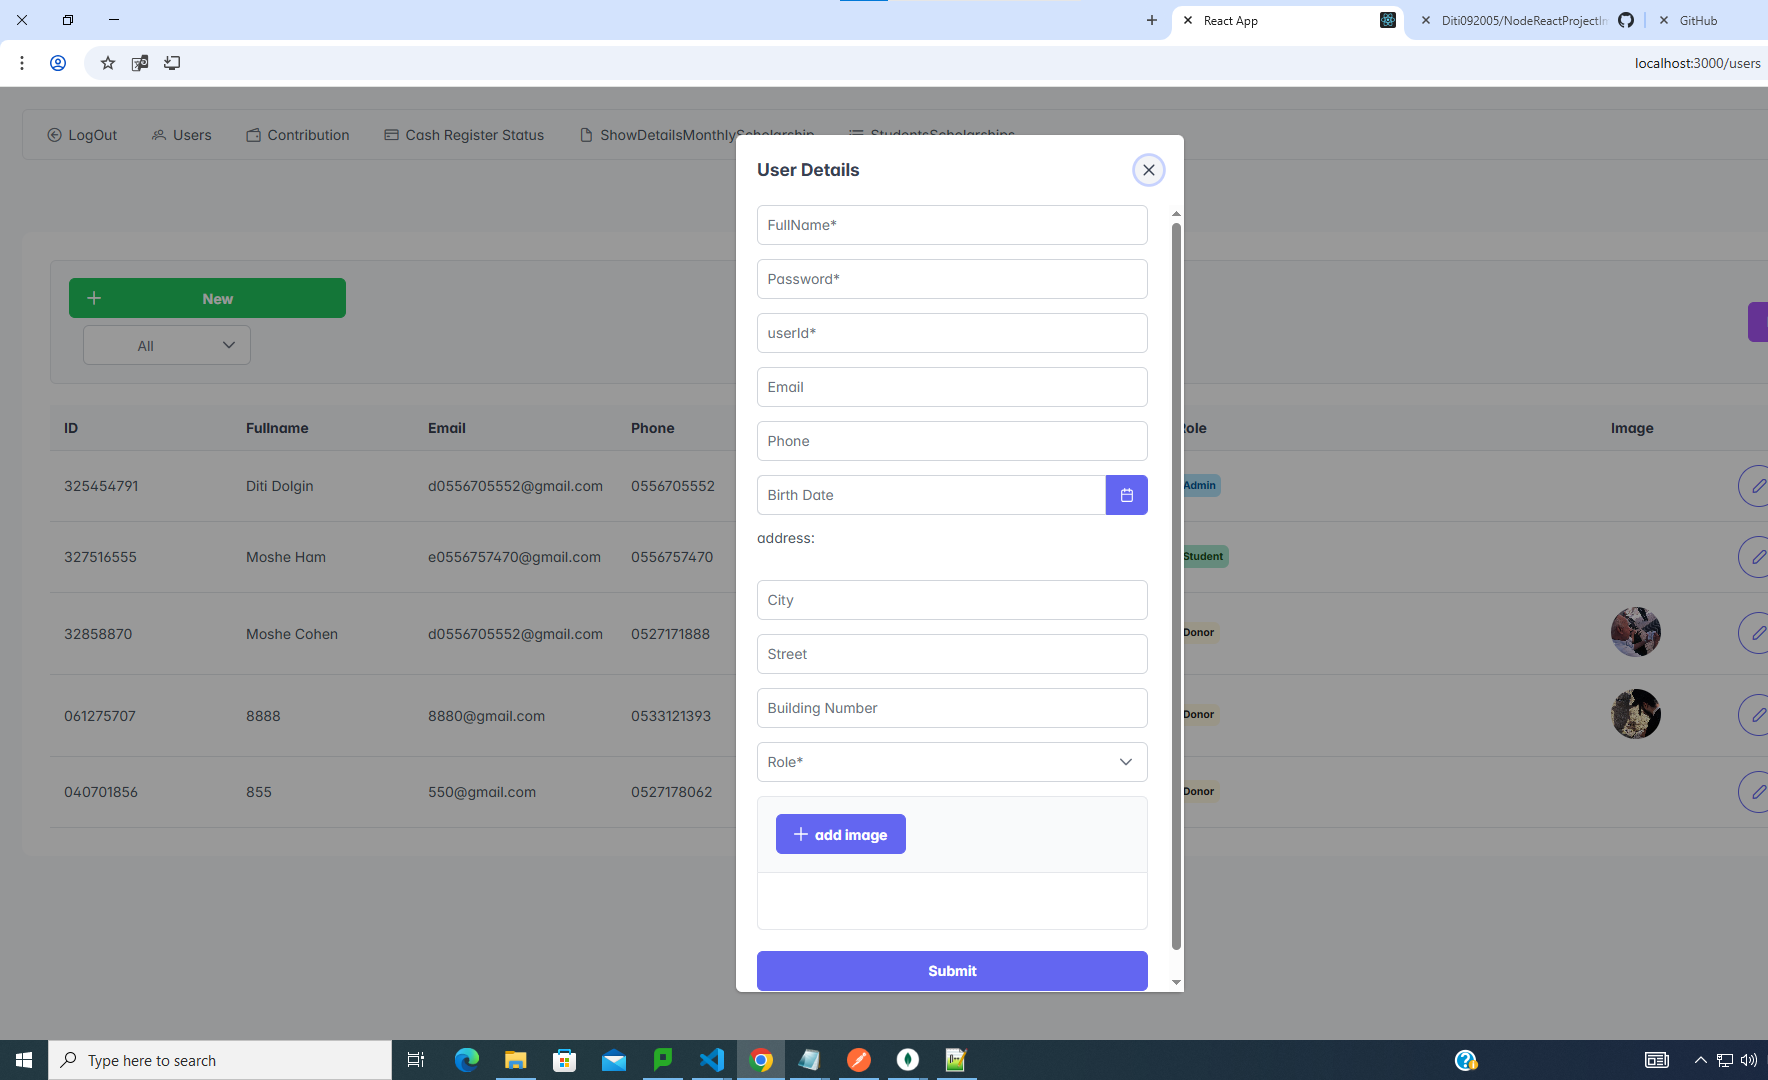 React App
Diti092005/NodeReactProjectIn
GitHub
localhost:3000/users
LogOut Users Contribution Cash Register Status ShowDetailsMonthlyScholarship StudentsScholarships
User Details
FullName*
Password*
userId*
Email
Phone
Birth Date
address:
City
Street
Building Number
Role*
add image
Submit
New
All
ID Fullname Email Phone Role Image
325454791 Diti Dolgin d0556705552@gmail.com 0556705552 Admin
327516555 Moshe Ham e0556757470@gmail.com 0556757470 Student
32858870 Moshe Cohen d0556705552@gmail.com 0527171888 Donor
061275707 8888 8880@gmail.com 0533121393 Donor
040701856 855 550@gmail.com 0527178062 Donor
Type here to search